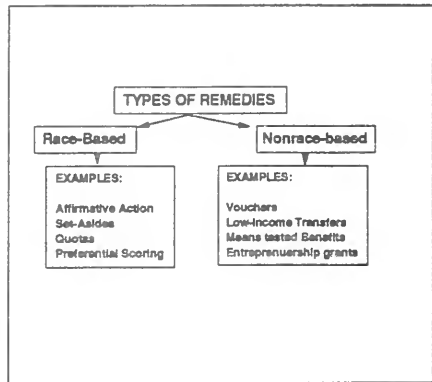 TYPES OF REMEDIES
Race-Based
Nonrace-based
EXAMPLES:
Affirmative Action
Set-Asides
Quotas
Preferential Scoring
EXAMPLES:
Vouchers
Low-Income Transfers
Means tested Benefits
Entreprenuership grants